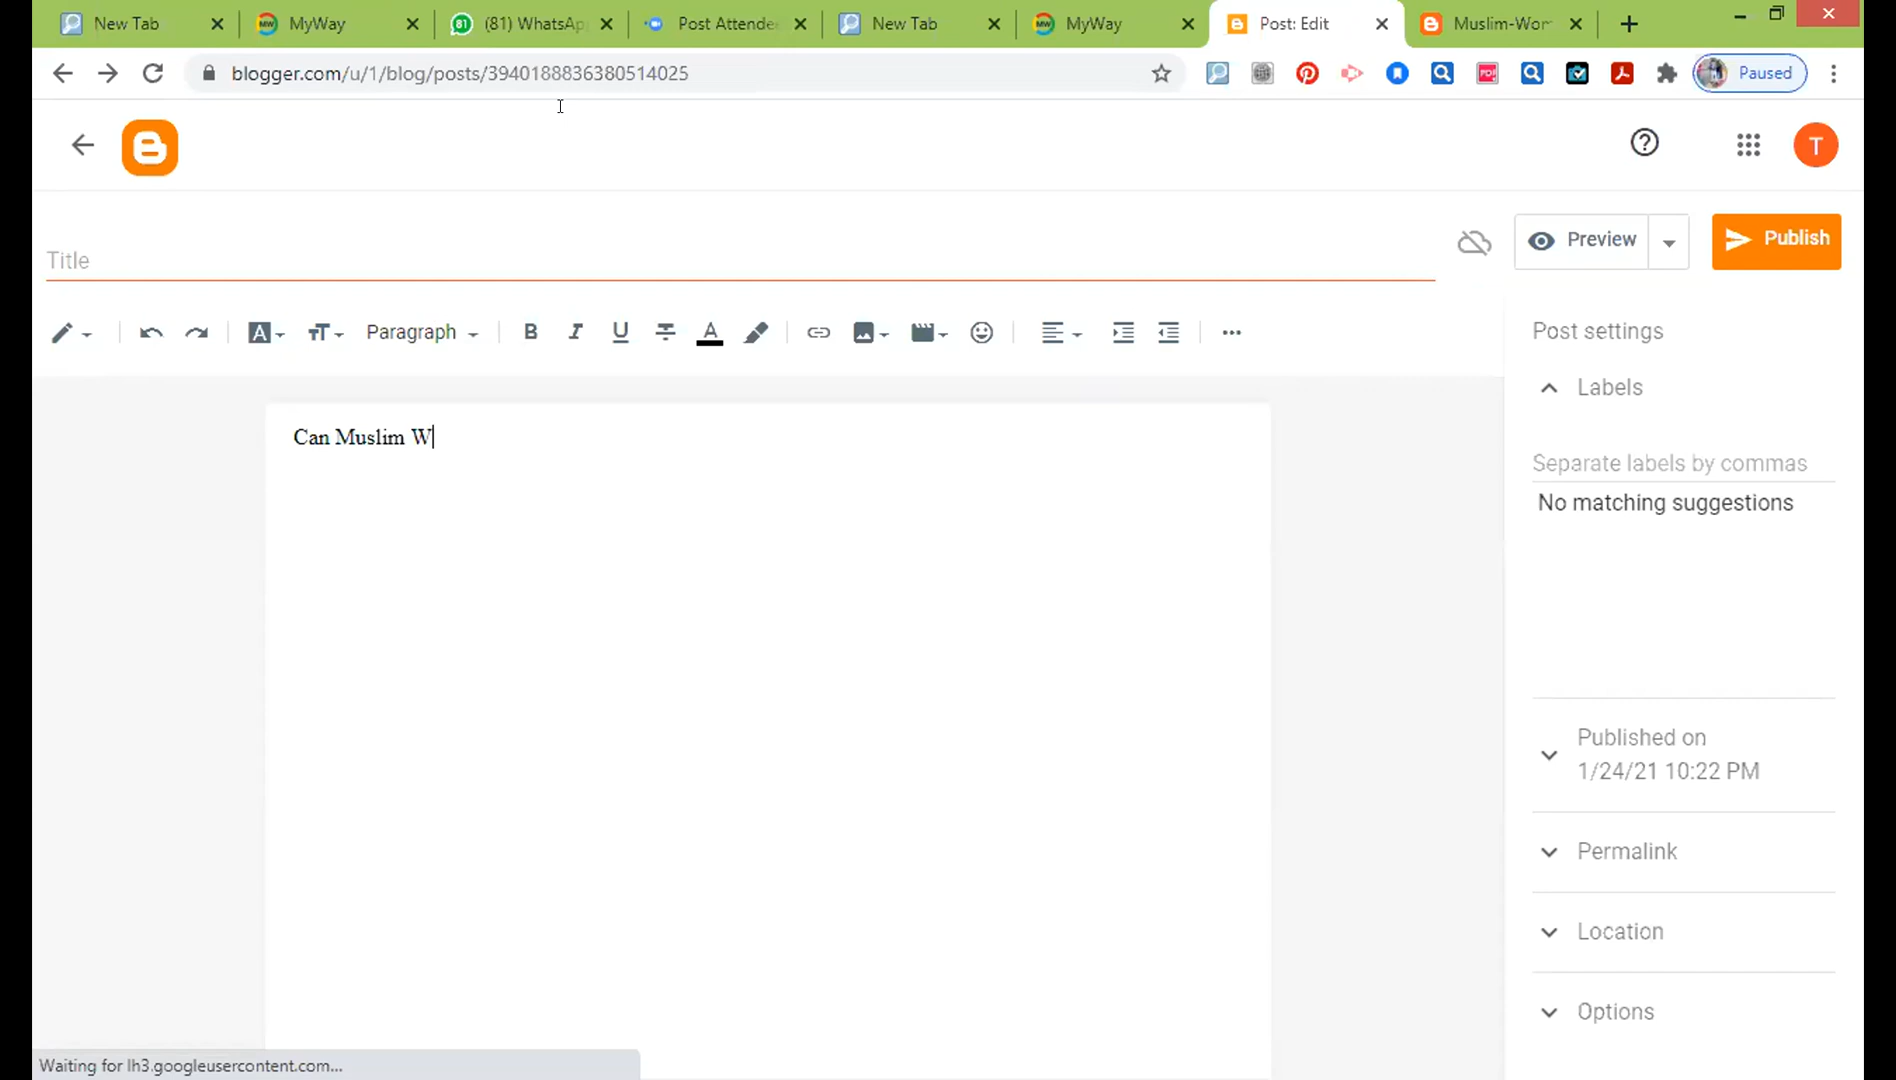 New Tab
MyWay
(81) WhatsAp
Post Attende
New Tab
MyWay
Post: Edit
Muslim-Wor
blogger.com/u/1/blog/posts/3940188836380514025
Paused
T
Title
Preview
Publish
Paragraph
B I U A
Post settings
Labels
Can Muslim W
Separate labels by commas
No matching suggestions
Published on
1/24/21 10:22 PM
Permalink
Location
Options
Waiting for lh3.googleusercontent.com...